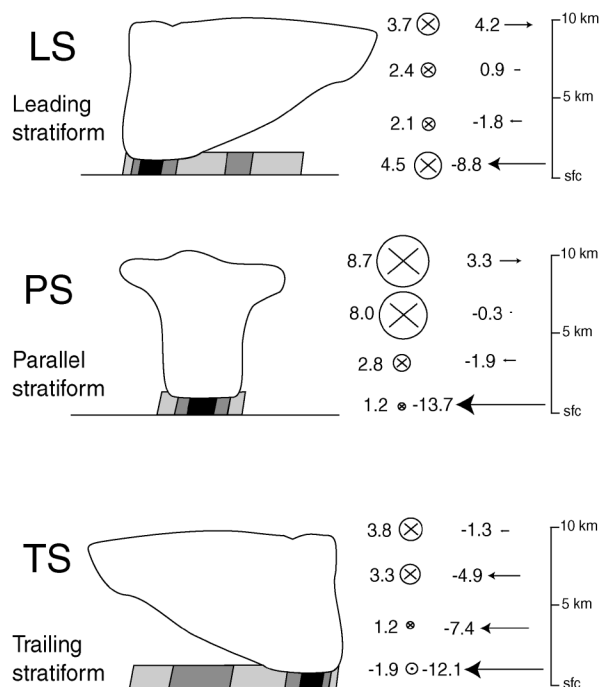 LS
Leading
stratiform
3.7 4.2 10 km
2.4 0.9
5 km
2.1 -1.8
4.5 -8.8
sfc
PS
Parallel
stratiform
8.7 3.3 10 km
8.0 -0.3
5 km
2.8 -1.9
1.2 -13.7
sfc
TS
Trailing
stratiform
3.8 -1.3 10 km
3.3 -4.9
5 km
1.2 -7.4
-1.9 -12.1
sfc